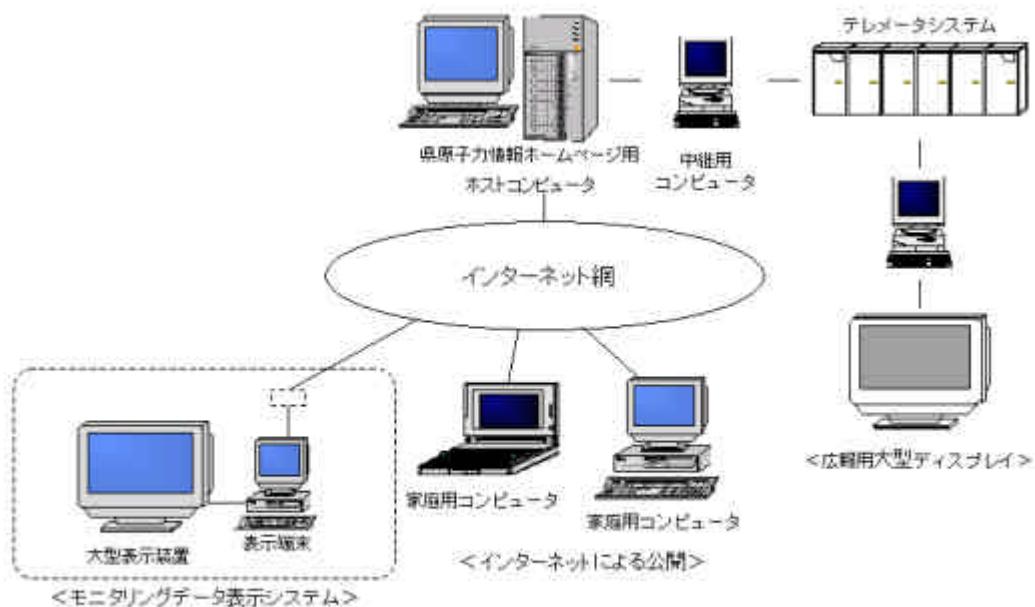 テレメータシステム
県原子力情報ホームページ用
ホストコンピュータ
中継用
コンピュータ
インターネット網
大型表示装置
表示端末
<モニタリングデータ表示システム>
家庭用コンピュータ
家庭用コンピュータ
<インターネットによる公開>
<広報用大型ディスプレイ>